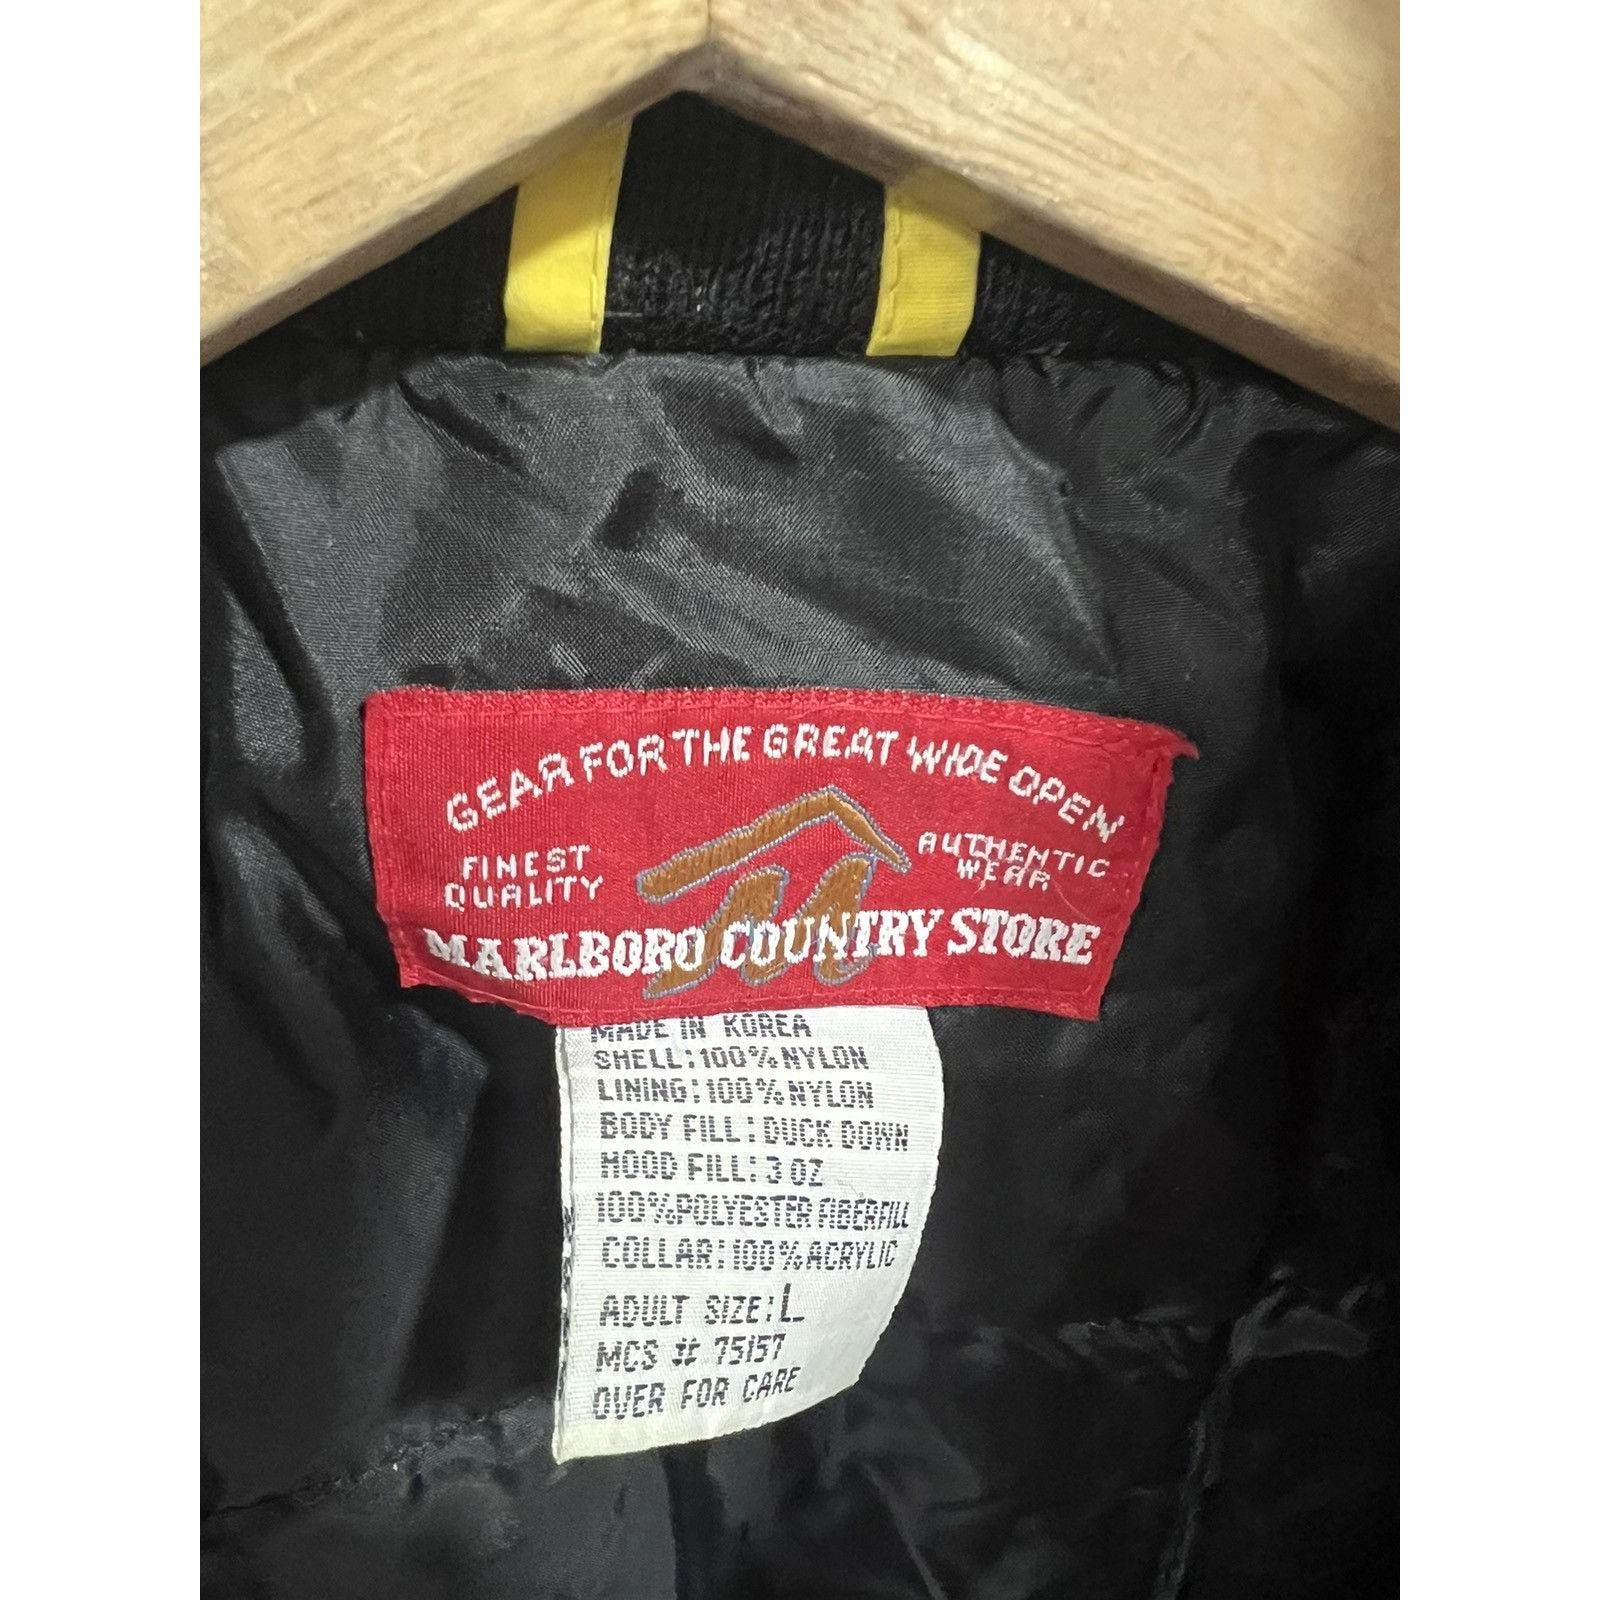 GEAR FOR THE GREAT WIDE OPEN
FINEST
QUALITY
AUTHENTIC
WEAR
MARLBORO COUNTRY STORE
MADE IN KOREA
SHELL:100%NYLON
LINING:100%NYLON
BODY FILL:DUCK DOWN
HOOD FILL:3 OZ
100%POLYESTER FIBERFILL
COLLAR:100%ACRYLIC
ADULT SIZE:L
MCS # 75157
OVER FOR CARE